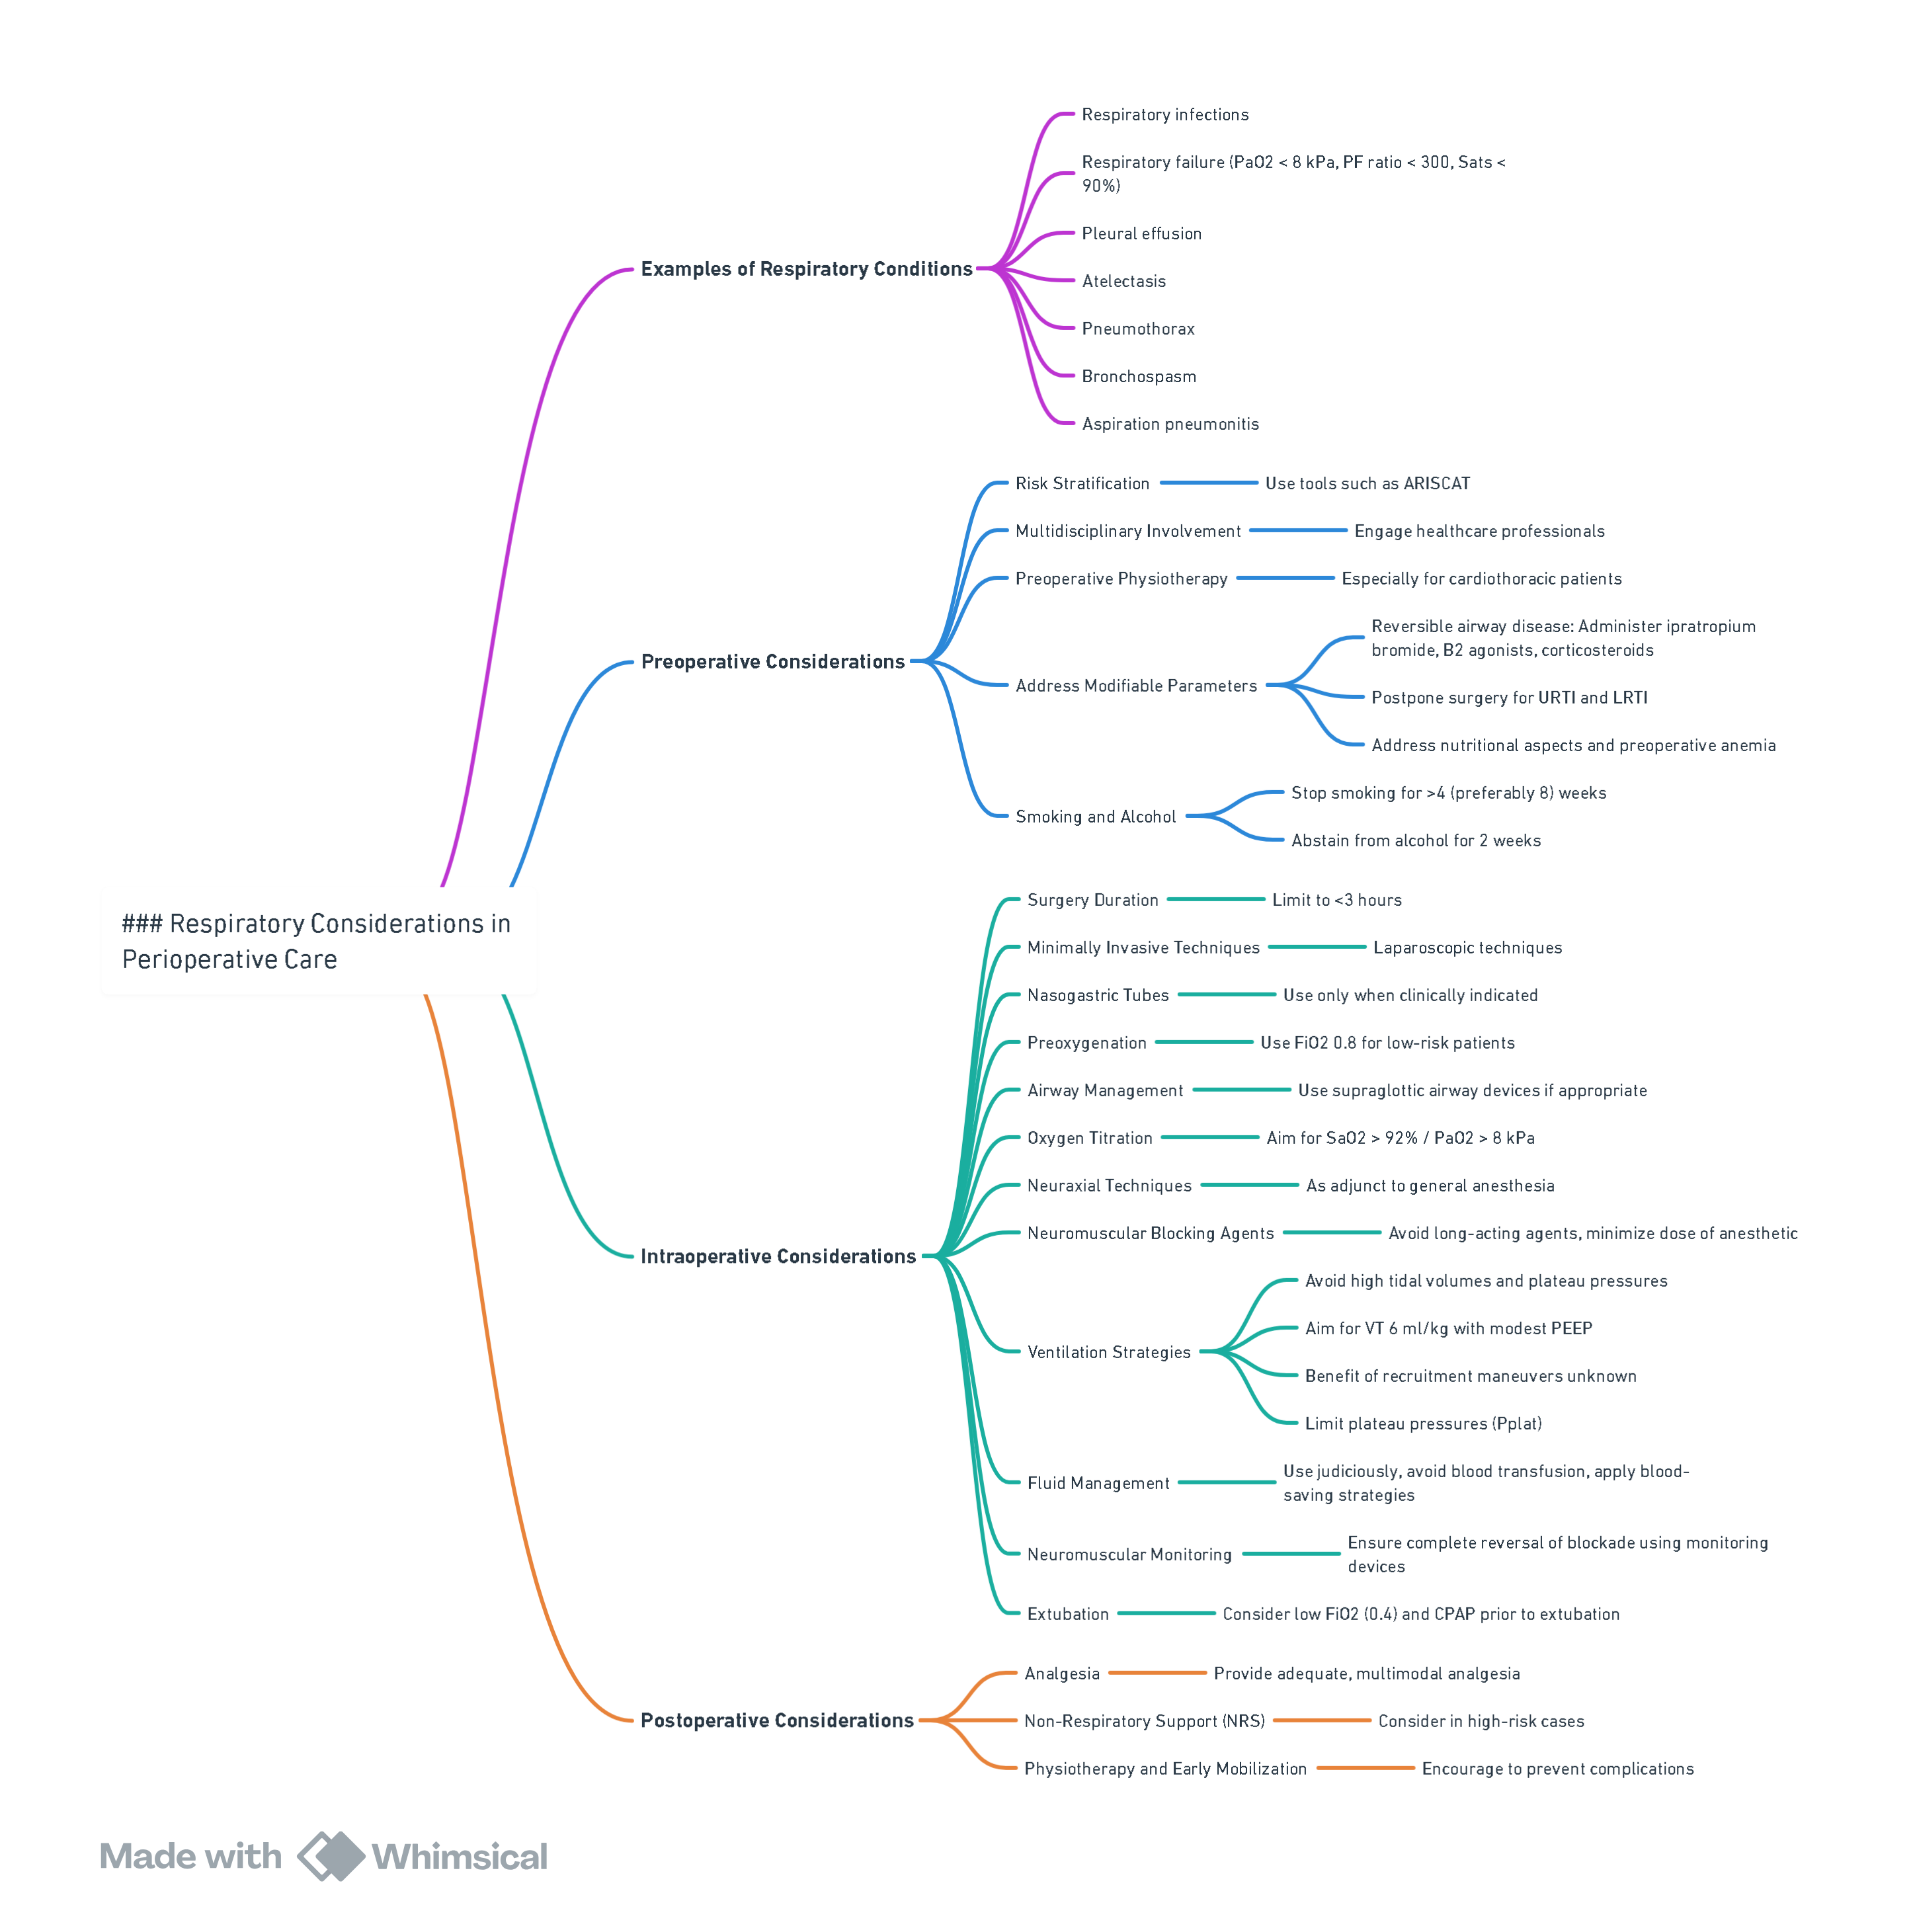 Respiratory infections
Respiratory failure (PaO2 < 8 kPa, PF ratio < 300, Sats <
90%)
Pleural effusion
Examples of Respiratory Conditions
Atelectasis
Pneumothorax
Bronchospasm
Aspiration pneumonitis
Risk Stratification
Use tools such as ARISCAT
Multidisciplinary Involvement
Engage healthcare professionals
Preoperative Physiotherapy
Especially for cardiothoracic patients
Preoperative Considerations
Address Modifiable Parameters
Reversible airway disease: Administer ipratropium
bromide, B2 agonists, corticosteroids
Postpone surgery for URTI and LRTI
Address nutritional aspects and preoperative anemia
Smoking and Alcohol
Stop smoking for >4 (preferably 8) weeks
Abstain from alcohol for 2 weeks
### Respiratory Considerations in
Perioperative Care
Surgery Duration
Limit to <3 hours
Minimally Invasive Techniques
Laparoscopic techniques
Nasogastric Tubes
Use only when clinically indicated
Preoxygenation
Use FiO2 0.8 for low-risk patients
Airway Management
Use supraglottic airway devices if appropriate
Oxygen Titration
Aim for SaO2 > 92% / PaO2 > 8 kPa
Neuraxial Techniques
As adjunct to general anesthesia
Neuromuscular Blocking Agents
Avoid long-acting agents, minimize dose of anesthetic
Intraoperative Considerations
Ventilation Strategies
Avoid high tidal volumes and plateau pressures
Aim for VT 6 ml/kg with modest PEEP
Benefit of recruitment maneuvers unknown
Limit plateau pressures (Pplat)
Fluid Management
Use judiciously, avoid blood transfusion, apply blood-
saving strategies
Neuromuscular Monitoring
Ensure complete reversal of blockade using monitoring
devices
Extubation
Consider low FiO2 (0.4) and CPAP prior to extubation
Analgesia
Provide adequate, multimodal analgesia
Postoperative Considerations
Non-Respiratory Support (NRS)
Consider in high-risk cases
Physiotherapy and Early Mobilization
Encourage to prevent complications
Made with Whimsical